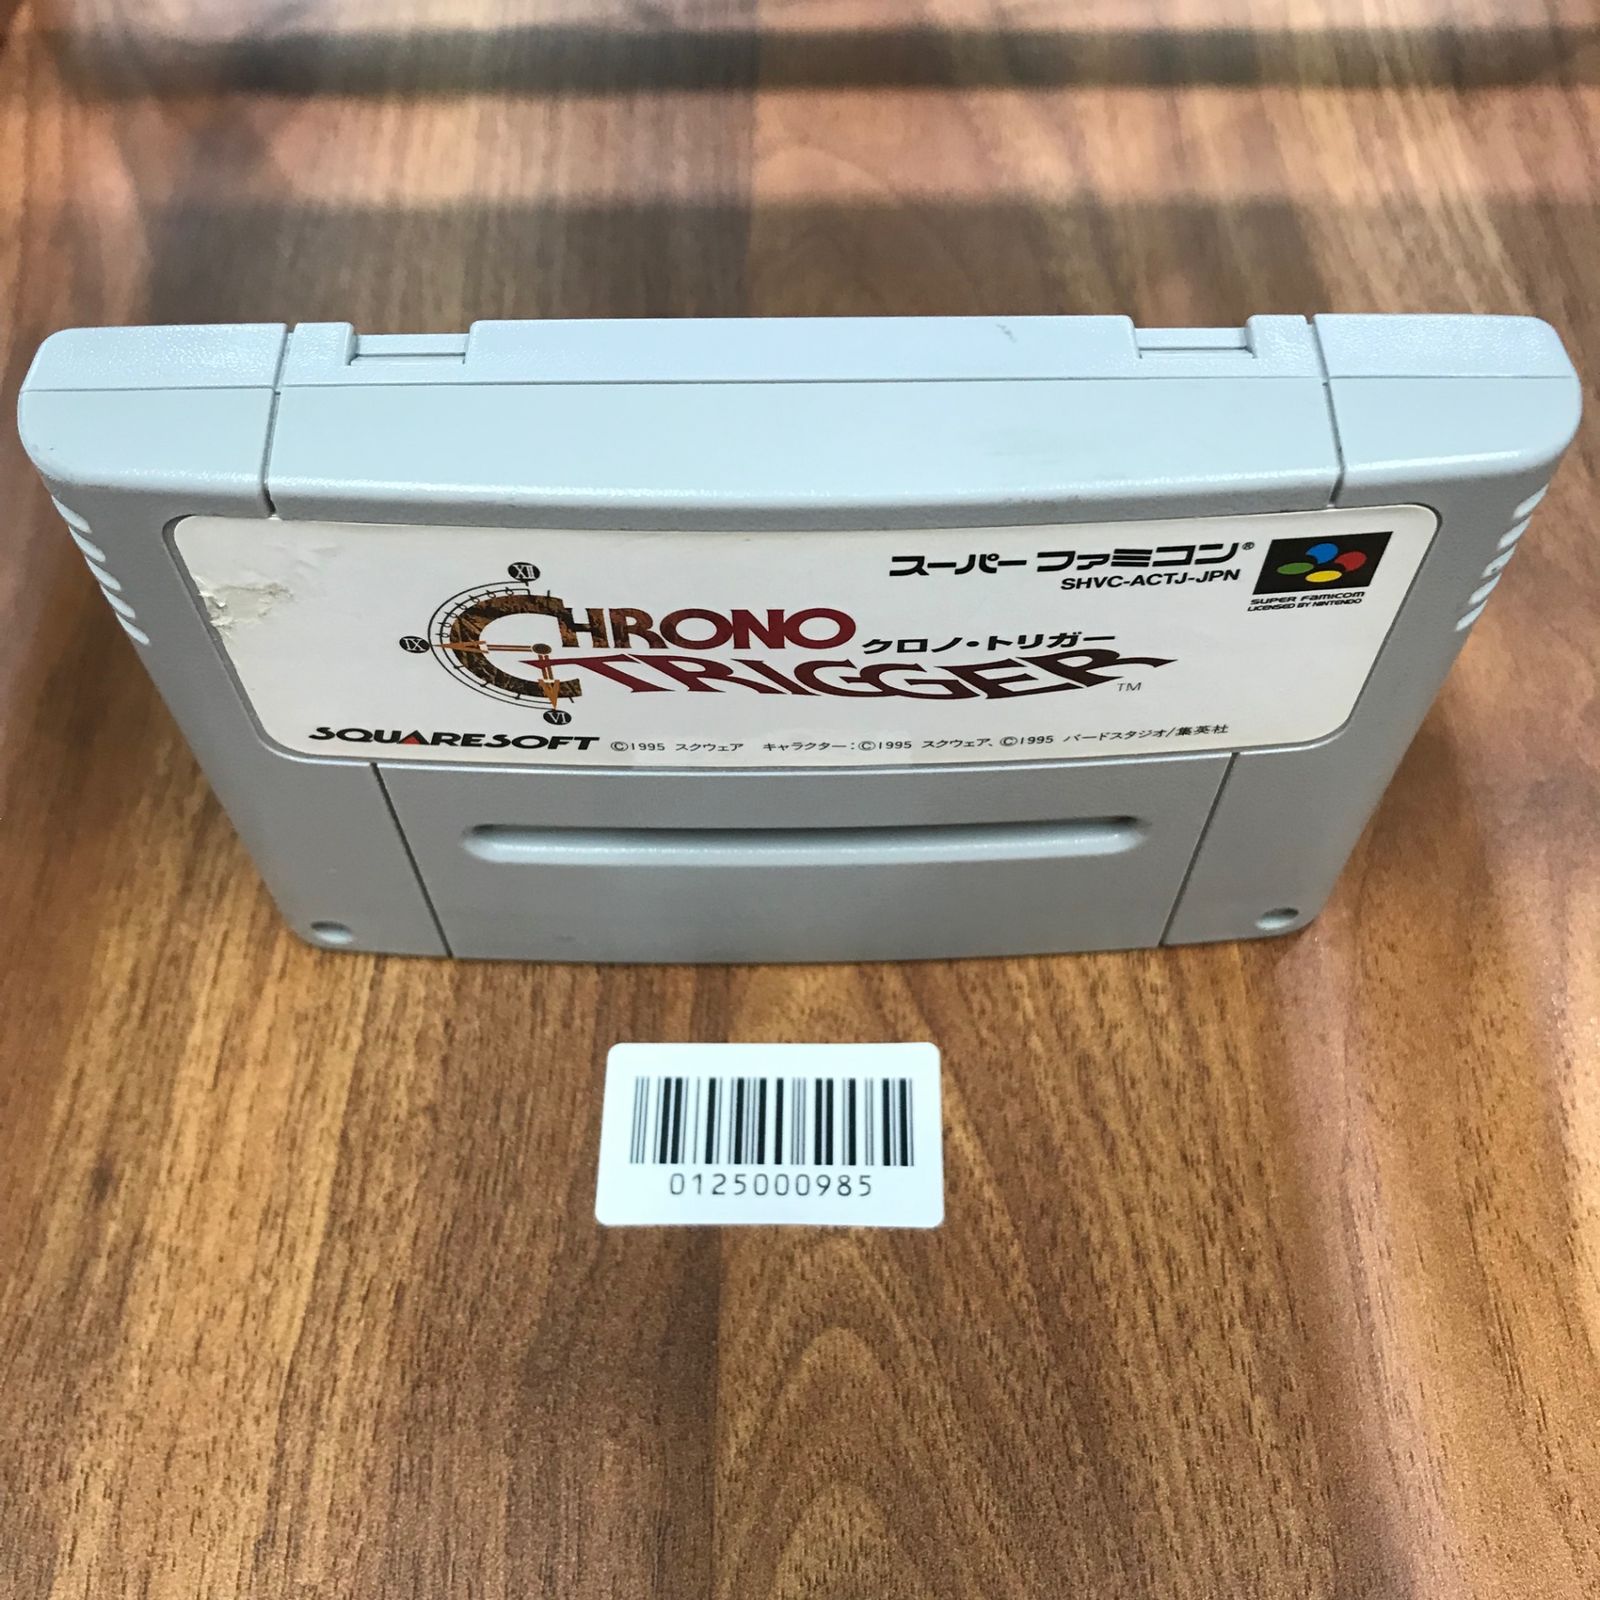 スーパーファミコン®
SHVC-ACTJ-JPN
SUPER FAMICOM
LICENSED BY NINTENDO
XII
IX
VI
CHRONO
クロノ・トリガー
TRIGGER™
SQUARESOFT ©1995 スクウェア キャラクター:©1995 スクウェア、©1995 バードスタジオ/集英社
0125000985